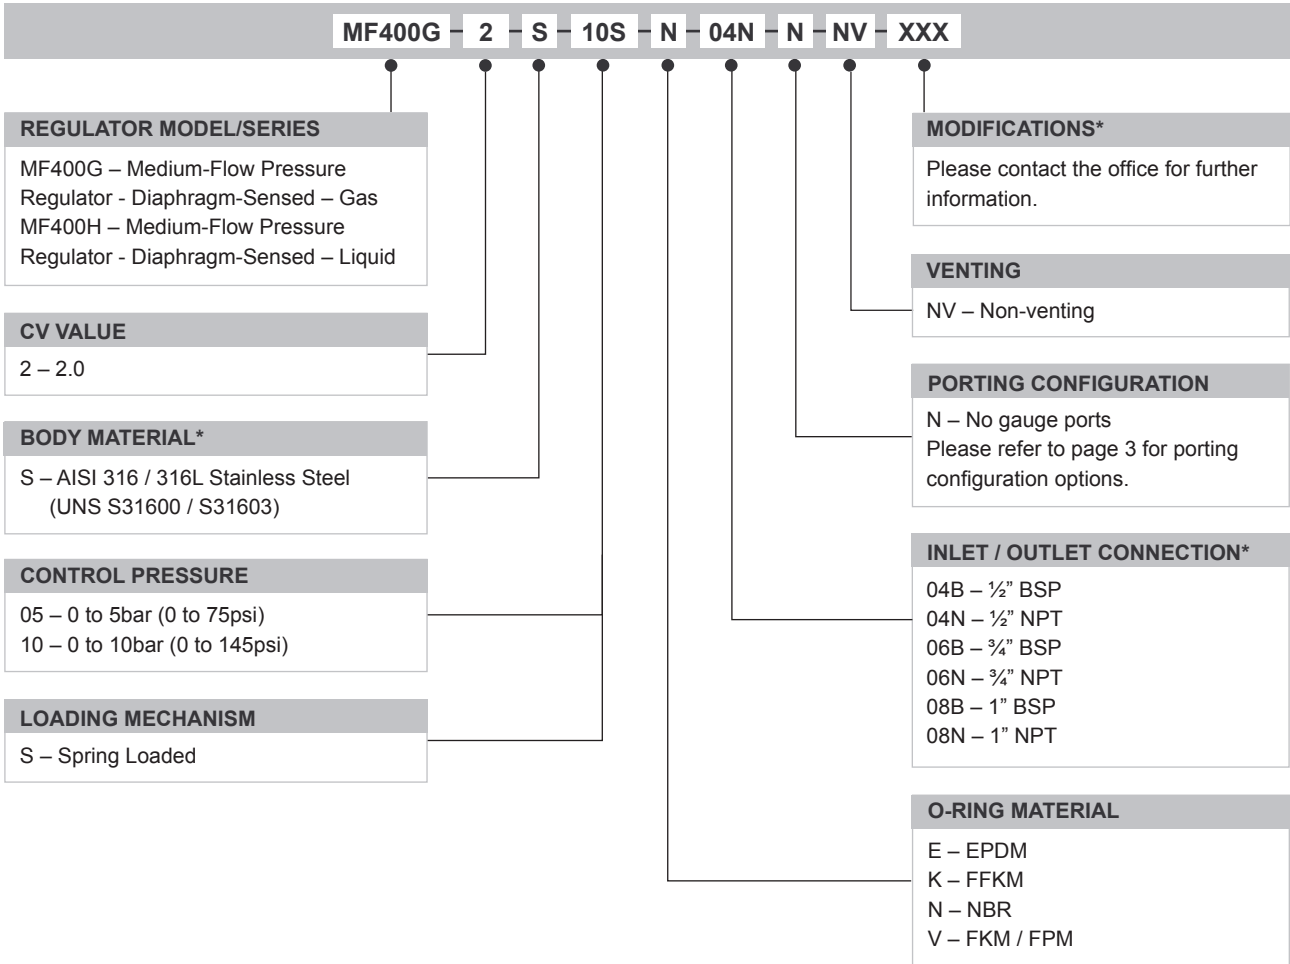 MF400G 2 S 10S N 04N N NV XXX
REGULATOR MODEL/SERIES
MF400G – Medium-Flow Pressure
Regulator - Diaphragm-Sensed – Gas
MF400H – Medium-Flow Pressure
Regulator - Diaphragm-Sensed – Liquid
CV VALUE
2 – 2.0
BODY MATERIAL*
S – AISI 316 / 316L Stainless Steel
(UNS S31600 / S31603)
CONTROL PRESSURE
05 – 0 to 5bar (0 to 75psi)
10 – 0 to 10bar (0 to 145psi)
LOADING MECHANISM
S – Spring Loaded
MODIFICATIONS*
Please contact the office for further
information.
VENTING
NV – Non-venting
PORTING CONFIGURATION
N – No gauge ports
Please refer to page 3 for porting
configuration options.
INLET / OUTLET CONNECTION*
04B – ½” BSP
04N – ½” NPT
06B – ¾” BSP
06N – ¾” NPT
08B – 1” BSP
08N – 1” NPT
O-RING MATERIAL
E – EPDM
K – FFKM
N – NBR
V – FKM / FPM